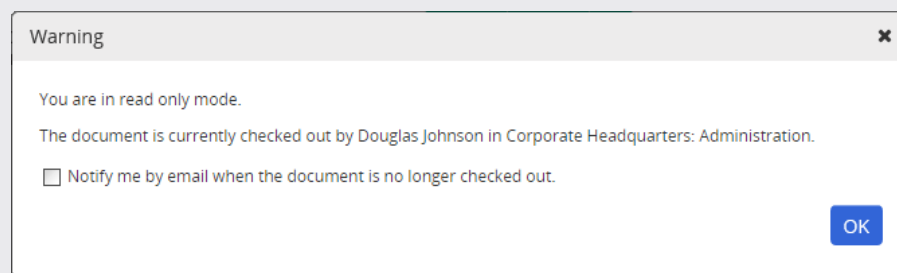 Warning
You are in read only mode.
The document is currently checked out by Douglas Johnson in Corporate Headquarters: Administration.
Notify me by email when the document is no longer checked out.
OK